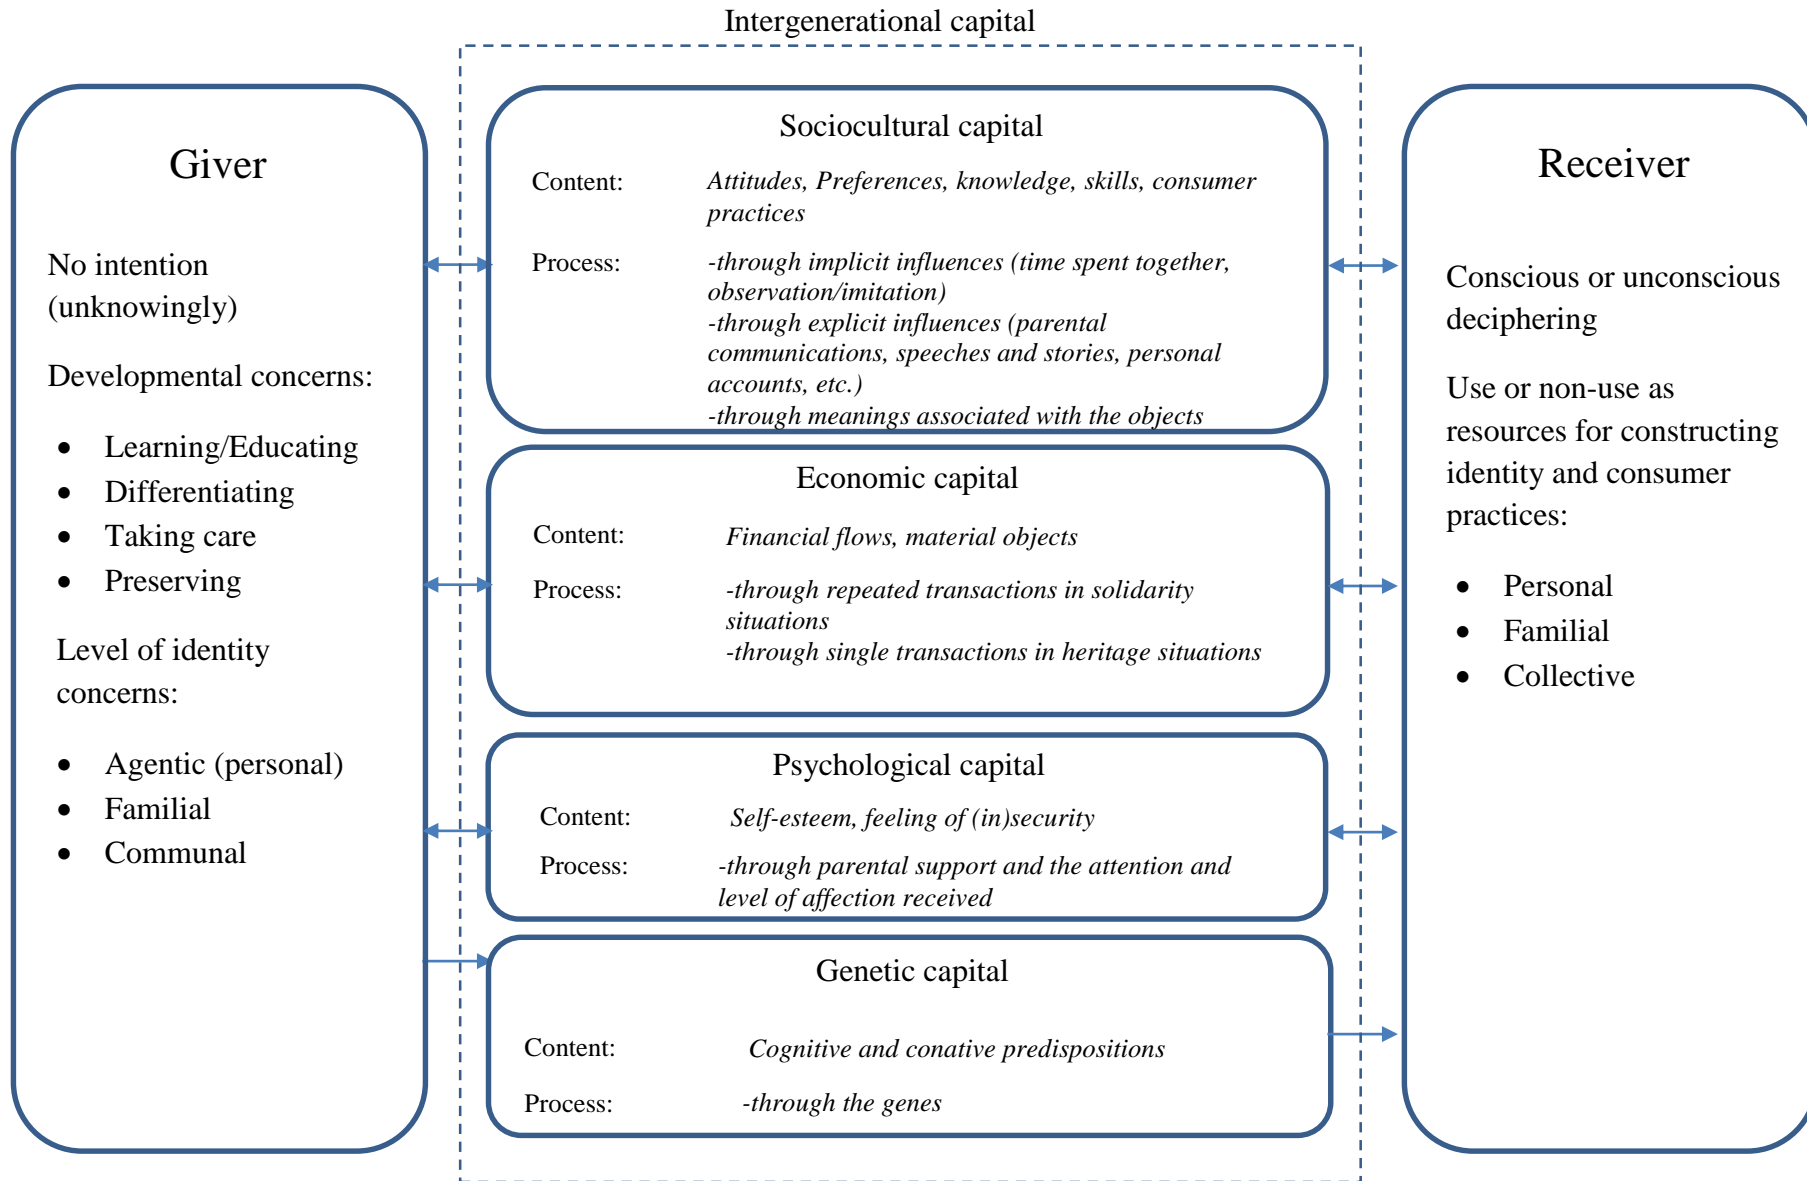 Intergenerational capital
Giver
No intention
(unknowingly)
Developmental concerns:
• Learning/Educating
• Differentiating
• Taking care
• Preserving
Level of identity
concerns:
• Agentic (personal)
• Familial
• Communal
Sociocultural capital
Content: Attitudes, Preferences, knowledge, skills, consumer
practices
Process: -through implicit influences (time spent together,
observation/imitation)
-through explicit influences (parental
communications, speeches and stories, personal
accounts, etc.)
-through meanings associated with the objects
Economic capital
Content: Financial flows, material objects
Process: -through repeated transactions in solidarity
situations
-through single transactions in heritage situations
Psychological capital
Content: Self-esteem, feeling of (in)security
Process: -through parental support and the attention and
level of affection received
Genetic capital
Content: Cognitive and conative predispositions
Process: -through the genes
Receiver
Conscious or unconscious
deciphering
Use or non-use as
resources for constructing
identity and consumer
practices:
• Personal
• Familial
• Collective